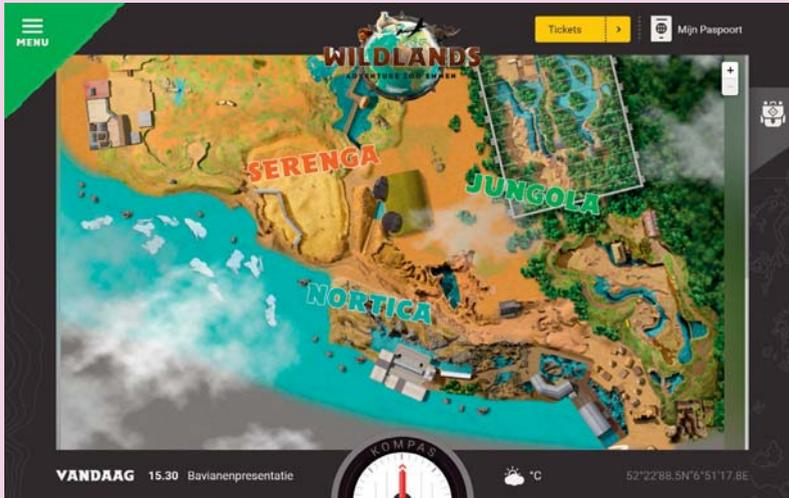 MENU
WILDLANDS
ADVENTURE ZOO EMMEN
Tickets
Mijn Paspoort
+
-
SERENGA
JUNGOLA
NORTICA
KOMPAS
VANDAAG 15.30 Bavianenpresentatie
°C
52°22'88.5N"6°51'17.8E